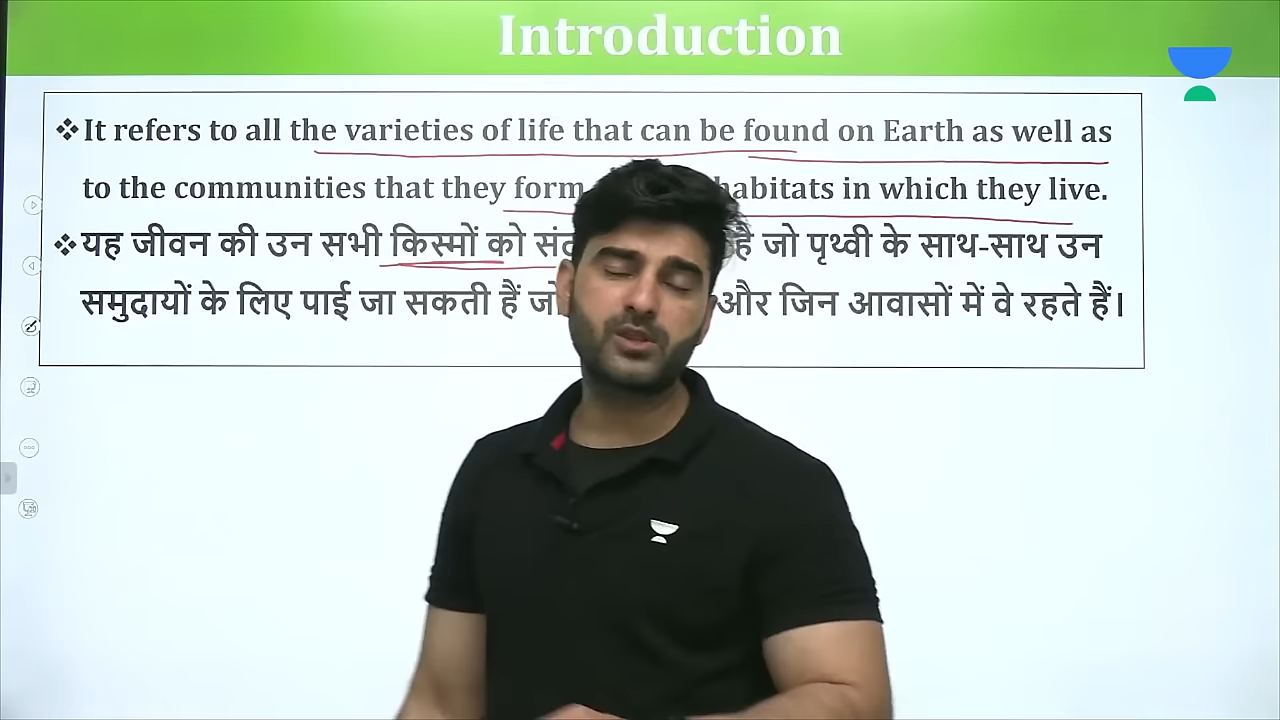 Introduction
❖It refers to all the varieties of life that can be found on Earth as well as
to the communities that they form habitats in which they live.
❖यह जीवन की उन सभी किस्मों को है जो पृथ्वी के साथ-साथ उन
समुदायों के लिए पाई जा सकती हैं जो और जिन आवासों में वे रहते हैं।